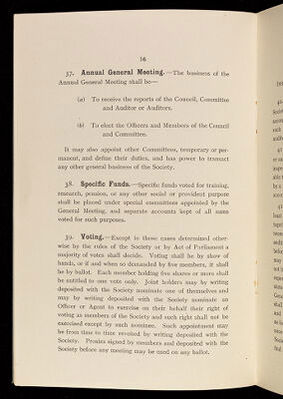 16
37. Annual General Meeting.—The business of the
Annual General Meeting shall be—
(a) To receive the reports of the Council, Committee
and Auditor or Auditors.
(b) To elect the Officers and Members of the Council
and Committee.
It may also appoint other Committees, temporary or per-
manent, and define their duties, and has power to transact
any other general business of the Society.
38. Specific Funds.—Specific funds voted for training,
research, pension, or any other social or provident purpose
shall be placed under special committees appointed by the
General Meeting, and separate accounts kept of all sums
voted for such purposes.
39. Voting.—Except in those cases determined other-
wise by the rules of the Society or by Act of Parliament a
majority of votes shall decide. Voting shall be by show of
hands, or if and when so demanded by five members, it shall
be by ballot. Each member holding five shares or more shall
be entitled to one vote only. Joint holders may by writing
deposited with the Society nominate one of themselves and
may by writing deposited with the Society nominate an
Officer or Agent to exercise on their behalf their right of
voting as members of the Society and such right shall not be
exercised except by such nominee. Such appointment may
be from time to time revoked by writing deposited with the
Society. Proxies signed by members and deposited with the
Society before any meeting may be used on any ballot.